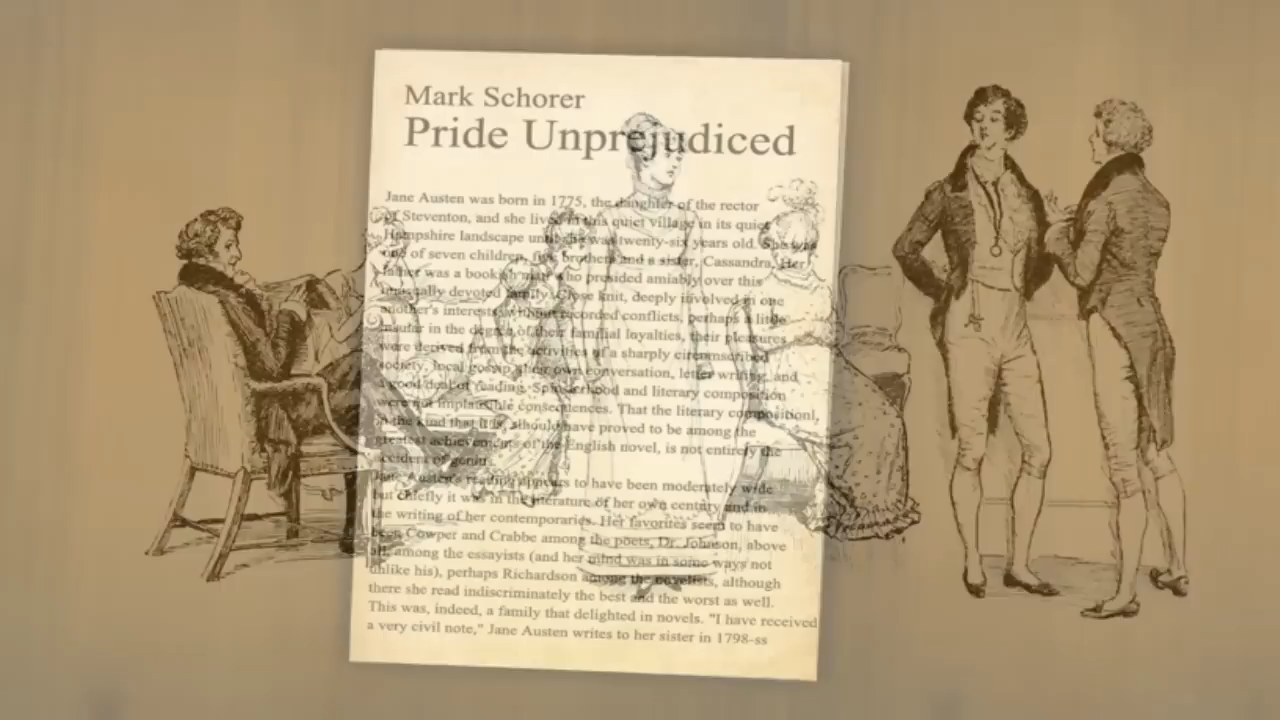 Mark Schorer
Pride Unprejudiced
Jane Austen was born in 1775, the daughter of the rector
of Steventon, and she lived in this quiet village in its quiet
Hampshire landscape until she was twenty-six years old. She was
one of seven children, five brothers and a sister, Cassandra. Her
father was a bookish man who presided amiably over this
unusually devoted family. Close knit, deeply involved in one
another's interests, without recorded conflicts, perhaps a little
insular in the degree of their familial loyalties, their pleasures
were derived from the activities of a sharply circumscribed
society, local gossip, their own conversation, letter writing, and
a good deal of reading. Spinsterhood and literary composition
were not implausible consequences. That the literary compositionl,
on the kind that it is, should have proved to be among the
greatest achievements of the English novel, is not entirely the
accident of
Jane Austen's reading appears to have been moderately wide
but chiefly it was in the literature of her own century and in
the writing of her contemporaries. Her favorites seem to have
been Cowper and Crabbe among the poets, Dr. Johnson, above
all, among the essayists (and her mind was in some ways not
unlike his), perhaps Richardson among the novelists, although
there she read indiscriminately the best and the worst as well.
This was, indeed, a family that delighted in novels. "I have received
a very civil note," Jane Austen writes to her sister in 1798-ss